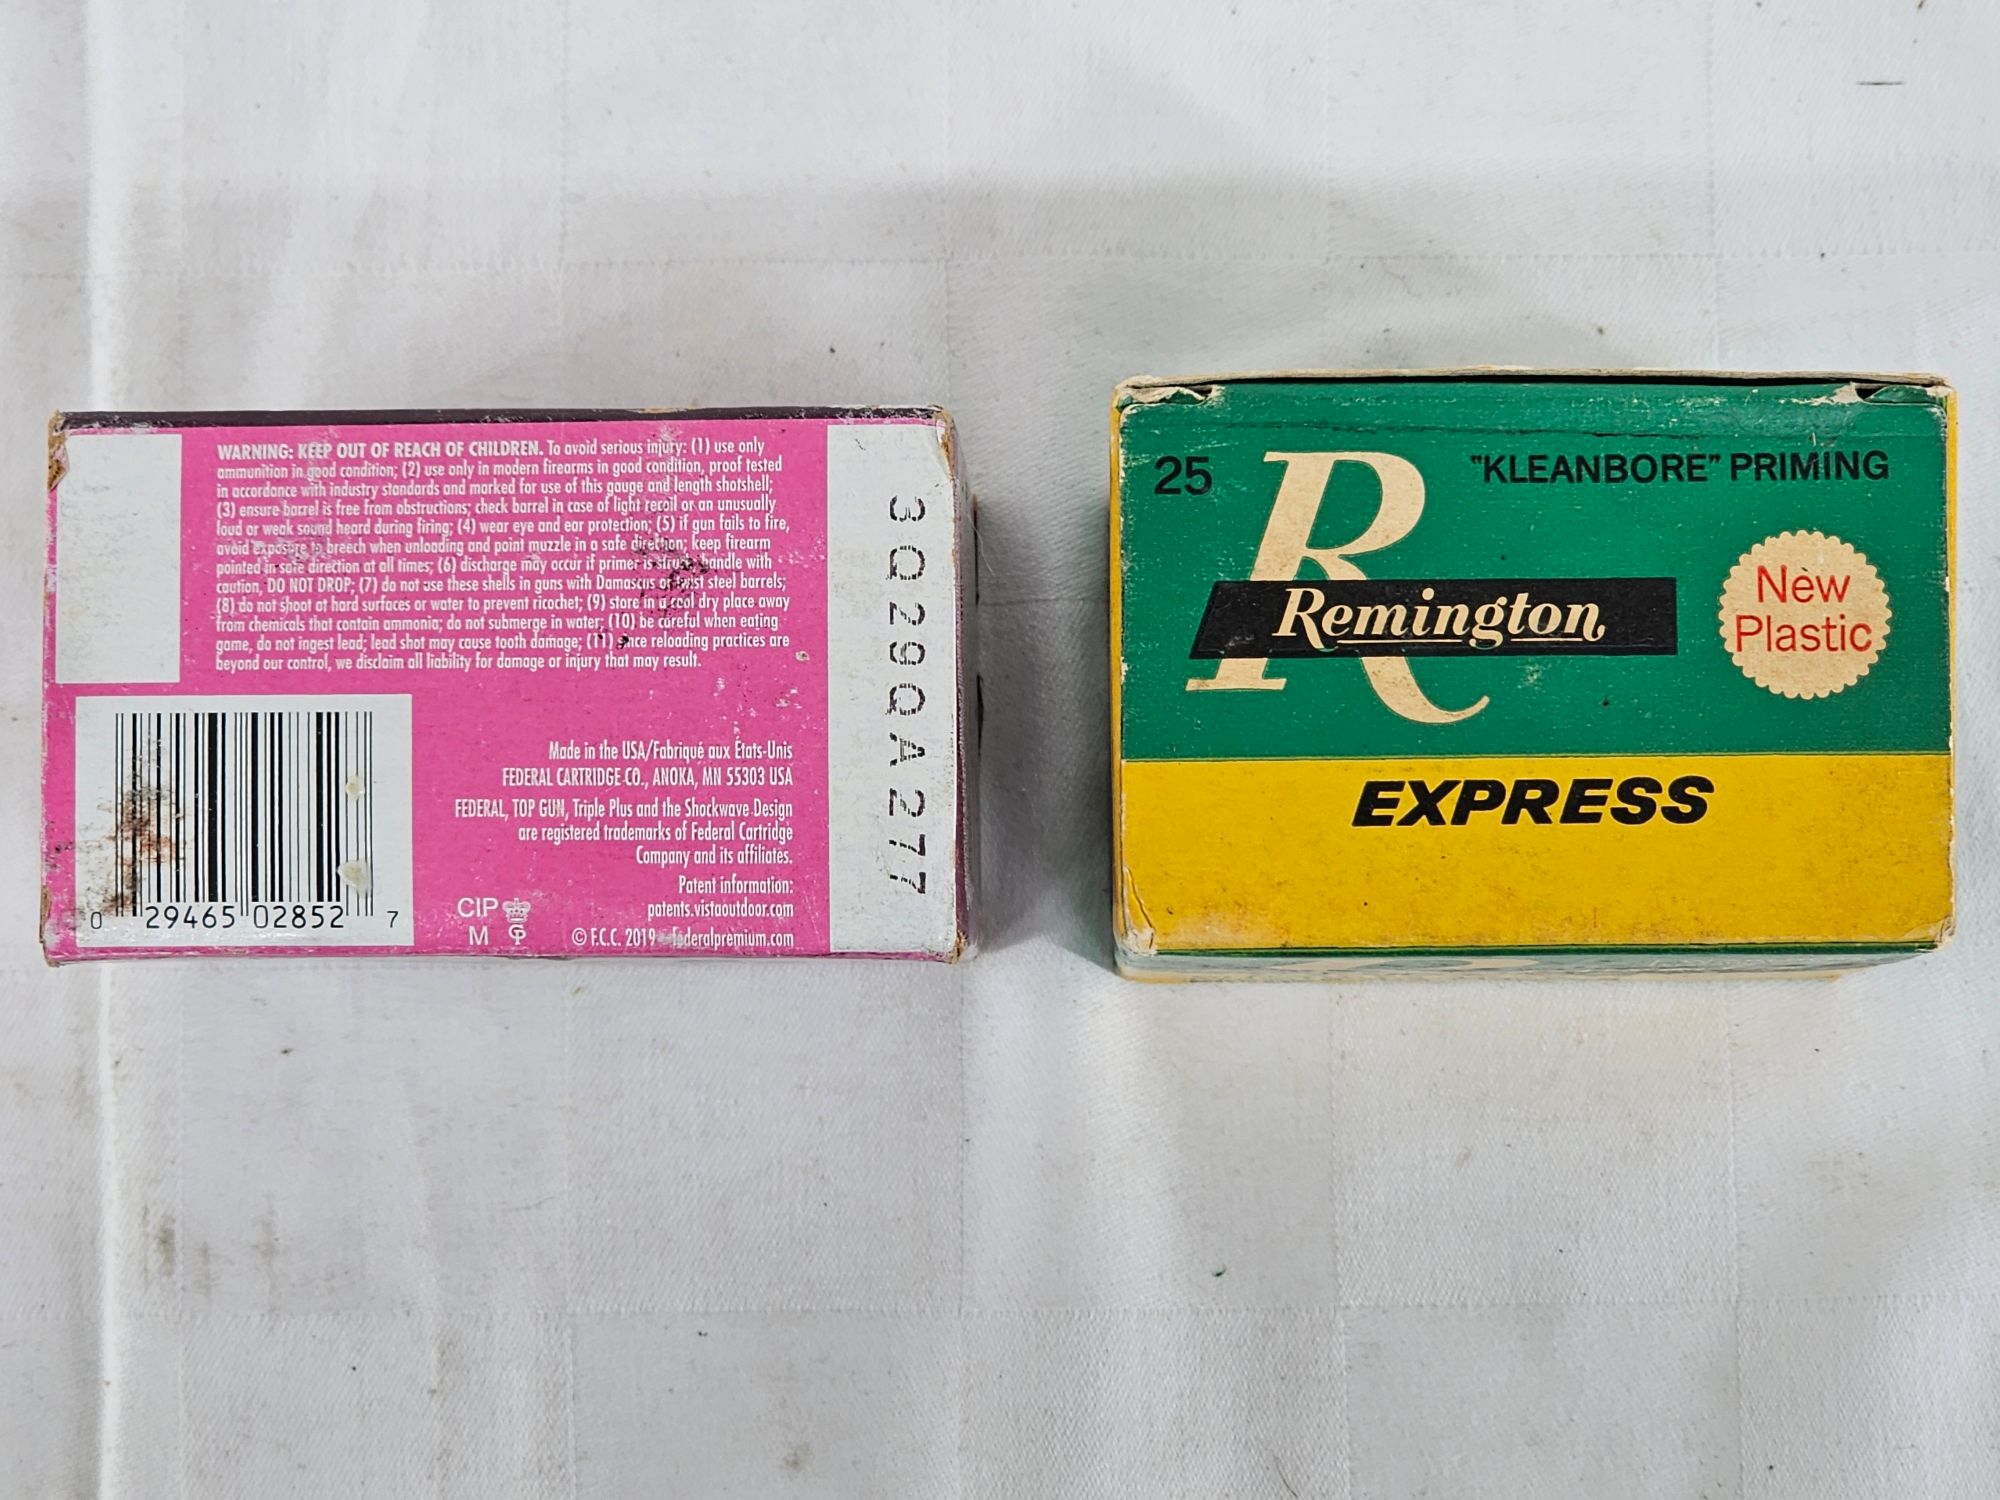 WARNING: KEEP OUT OF REACH OF CHILDREN. To avoid serious injury: (1) use only
ammunition in good condition; (2) use only in modern firearms in good condition, proof tested
in accordance with industry standards and marked for use of this gauge and length shotshell;
(3) ensure barrel is free from obstructions; check barrel in case of light recoil or an unusually
loud or weak sound heard during firing; (4) wear eye and ear protection; (5) if gun fails to fire,
avoid exposure to breech when unloading and point muzzle in a safe direction; keep firearm
pointed in safe direction at all times; (6) discharge may occur if primer is struck, handle with
caution, DO NOT DROP; (7) do not use these shells in guns with Damascus or twist steel barrels;
(8) do not shoot at hard surfaces or water to prevent ricochet; (9) store in a cool dry place away
from chemicals that contain ammonia; do not submerge in water; (10) be careful when eating
game, do not ingest lead; lead shot may cause tooth damage; (11) since reloading practices are
beyond our control, we disclaim all liability for damage or injury that may result.
Made in the USA/Fabriqué aux États-Unis
FEDERAL CARTRIDGE CO., ANOKA, MN 55303 USA
FEDERAL, TOP GUN, Triple Plus and the Shockwave Design
are registered trademarks of Federal Cartridge
Company and its affiliates.
Patent information:
patents.vistaoutdoor.com
© F.C.C. 2019 federalpremium.com
CIP
M
0 29465 02852 7
3Q29QA277
25
"KLEANBORE" PRIMING
R
Remington
New
Plastic
EXPRESS